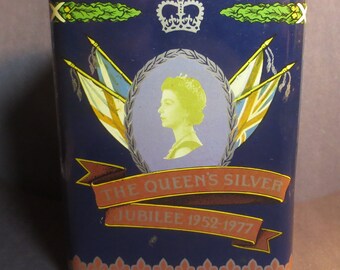 THE QUEEN'S SILVER
JUBILEE 1952-1977